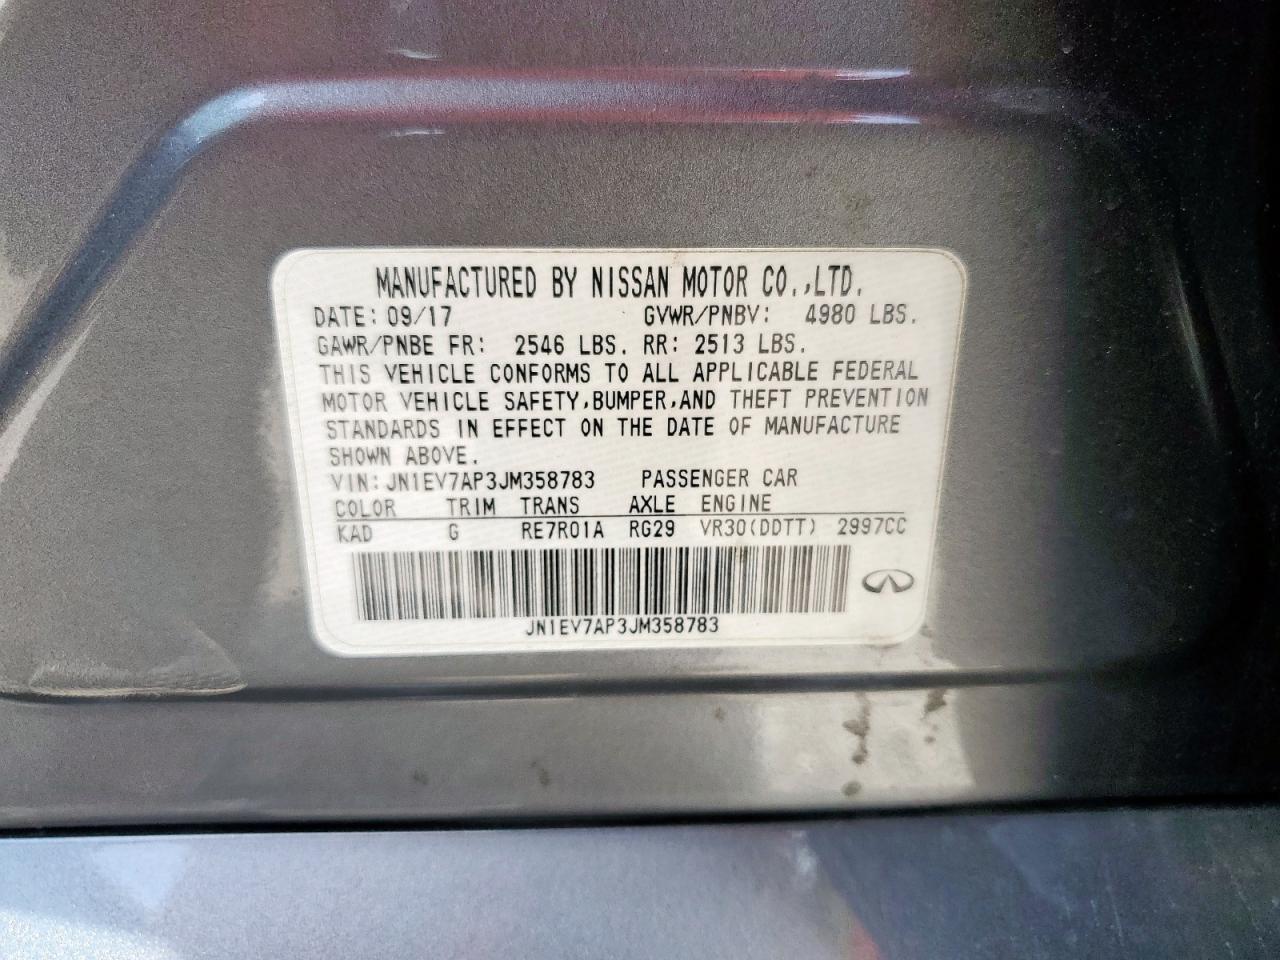 MANUFACTURED BY NISSAN MOTOR CO.,LTD.
DATE: 09/17 GVWR/PNBV: 4980 LBS.
GAWR/PNBE FR: 2546 LBS. RR: 2513 LBS.
THIS VEHICLE CONFORMS TO ALL APPLICABLE FEDERAL
MOTOR VEHICLE SAFETY,BUMPER,AND THEFT PREVENTION
STANDARDS IN EFFECT ON THE DATE OF MANUFACTURE
SHOWN ABOVE.
VIN:JN1EV7AP3JM358783 PASSENGER CAR
COLOR TRIM TRANS AXLE ENGINE
KAD G RE7R01A RG29 VR30(DDTT) 2997CC
JN1EV7AP3JM358783